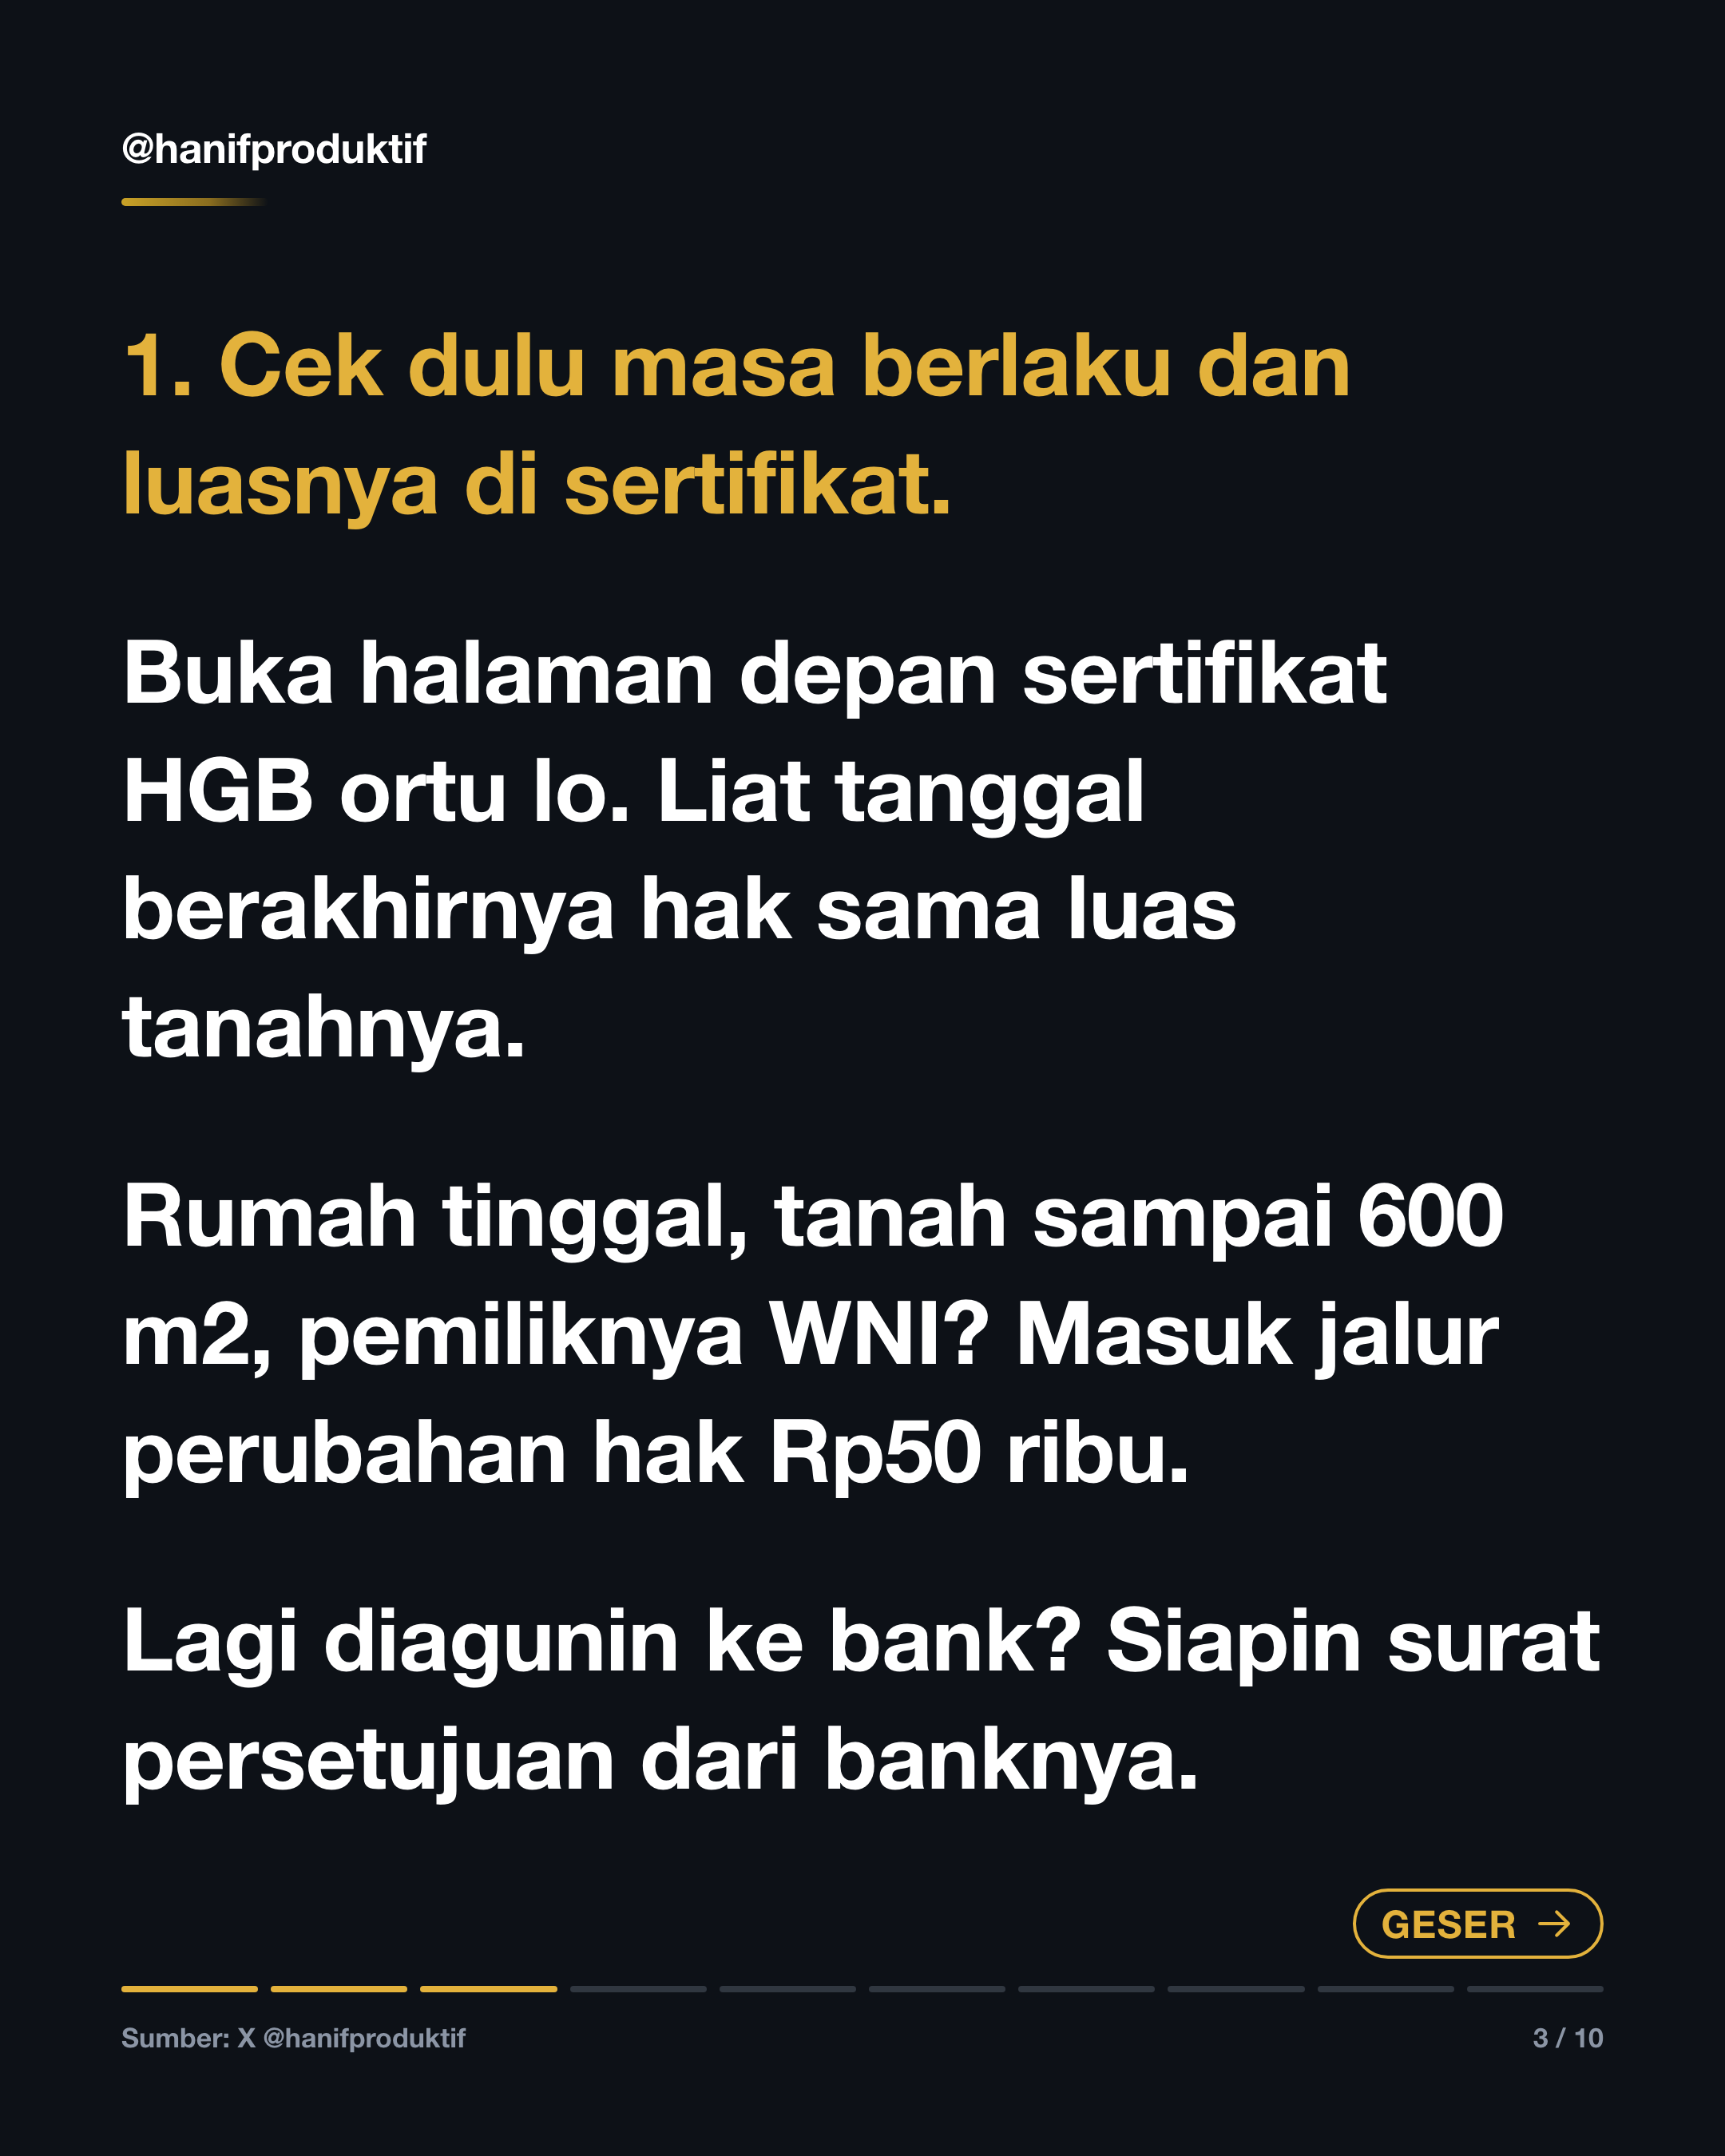 @hanifproduktif
1. Cek dulu masa berlaku dan
luasnya di sertifikat.
Buka halaman depan sertifikat
HGB ortu lo. Liat tanggal
berakhirnya hak sama luas
tanahnya.
Rumah tinggal, tanah sampai 600
m2, pemiliknya WNI? Masuk jalur
perubahan hak Rp50 ribu.
Lagi diagunin ke bank? Siapin surat
persetujuan dari banknya.
GESER →
Sumber: X @hanifproduktif
3 / 10